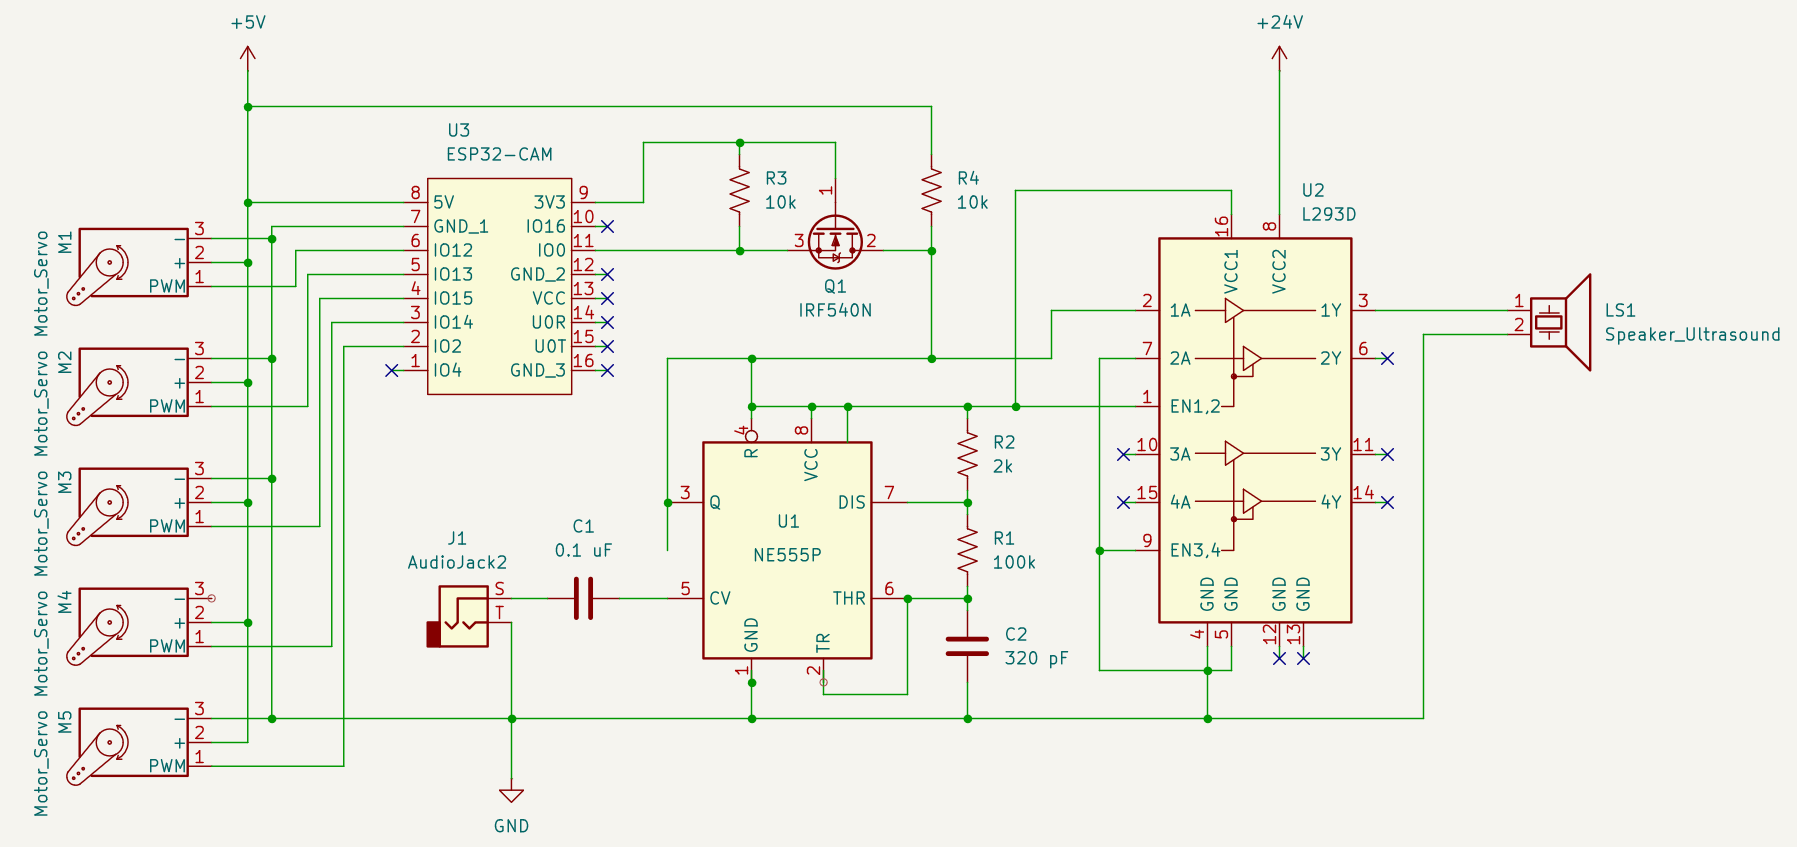 +5V
+24V
U3
ESP32-CAM
8 5V
7 GND_1
6 IO12
5 IO13
4 IO15
3 IO14
2 IO2
1 IO4
3V3 9
IO16 10
IO0 11
GND_2 12
VCC 13
U0R 14
U0T 15
GND_3 16
R3
10k
1
3
2
Q1
IRF540N
R4
10k
U2
L293D
16
8
VCC1
VCC2
2 1A
1Y 3
7 2A
2Y 6
1 EN1,2
10 3A
3Y 11
15 4A
4Y 14
9 EN3,4
GND
GND
GND
GND
4
5
12
13
1
2
LS1
Speaker_Ultrasound
M1
Motor_Servo
− 3
+ 2
PWM 1
M2
Motor_Servo
− 3
+ 2
PWM 1
M3
Motor_Servo
− 3
+ 2
PWM 1
M4
Motor_Servo
− 3
+ 2
PWM 1
M5
Motor_Servo
− 3
+ 2
PWM 1
J1
AudioJack2
S
T
C1
0.1 uF
4
8
R
VCC
3 Q
DIS 7
U1
NE555P
5 CV
THR 6
GND
TR
1
2
R2
2k
R1
100k
C2
320 pF
GND